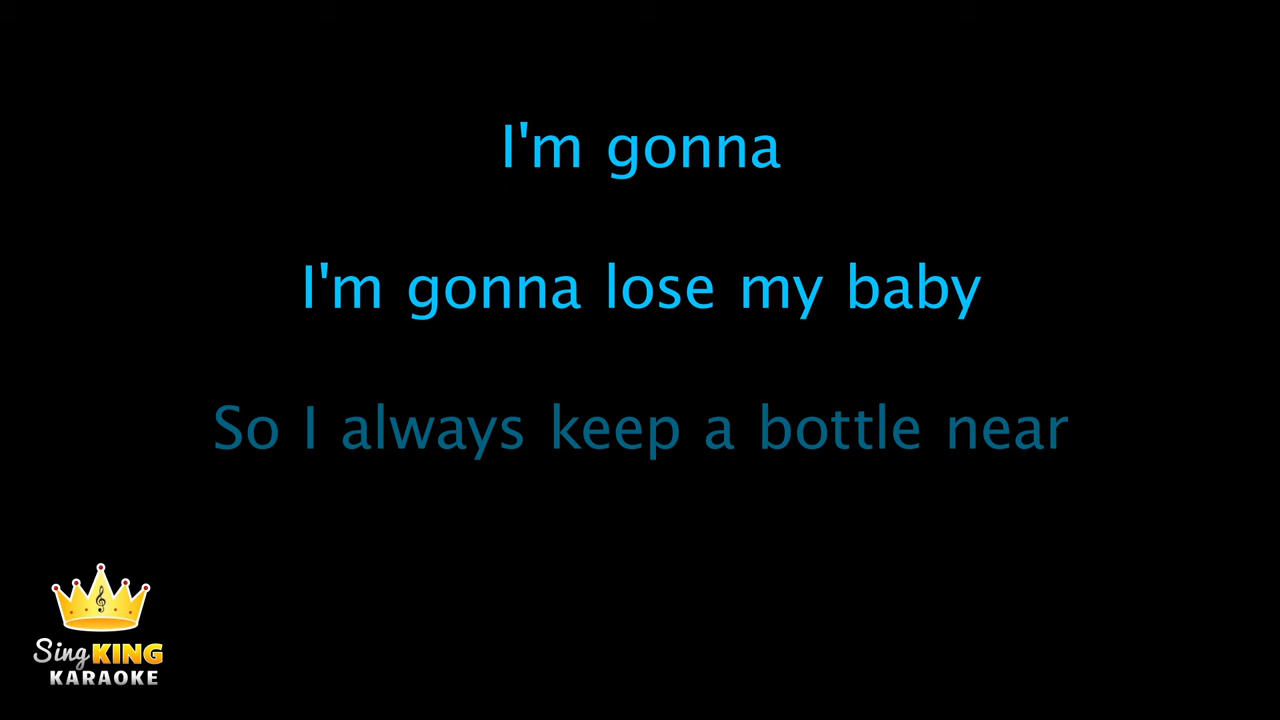 I'm gonna
I'm gonna lose my baby
So I always keep a bottle near
Sing KING
KARAOKE